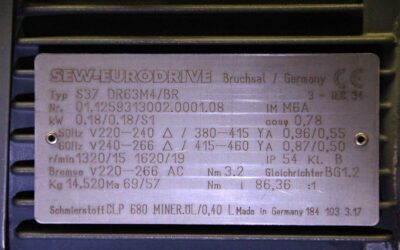 SEW-EURODRIVE Bruchsal / Germany CE
Typ S37 DR63M4/BR 3 ~ IEC 34
Nr. 01.1259313002.0001.08 IM M6A
kW 0.18/0.18/S1 cosφ 0,78
50Hz V220-240 Δ / 380-415 Y A 0,96/0,55
60Hz V240-266 Δ / 415-460 Y A 0,87/0,50
r/min 1320/15 1620/19 IP 54 Kl. B
Bremse V220-266 AC Nm 3.2 Gleichrichter BG1.2
Kg 14,520 Ma 69/57 Nm i 86,36 :1
Schmierstoff CLP 680 MINER.ÖL/0,40 L Made in Germany 184 103 3.17